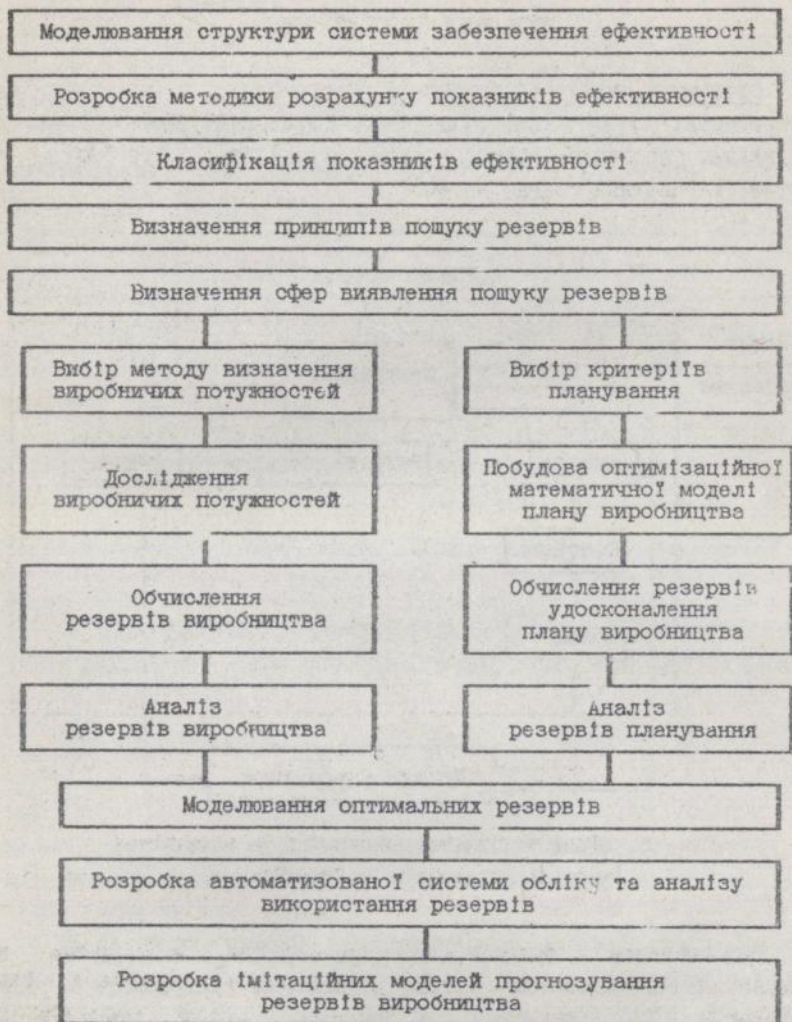 Моделювання структури системи забезпечення ефективності
Розробка методики розрахунку показників ефективності
Класифікація показників ефективності
Визначення принципів пошуку резервів
Визначення сфер виявлення пошуку резервів
Вибір методу визначення
виробничих потужностей
Дослідження
виробничих потужностей
Обчислення
резервів виробництва
Аналіз
резервів виробництва
Вибір критеріїв
планування
Побудова оптимізаційної
математичної моделі
плану виробництва
Обчислення резервів
удосконалення
плану виробництва
Аналіз
резервів планування
Моделювання оптимальних резервів
Розробка автоматизованої системи обліку та аналізу
використання резервів
Розробка імітаційних моделей прогнозування
резервів виробництва